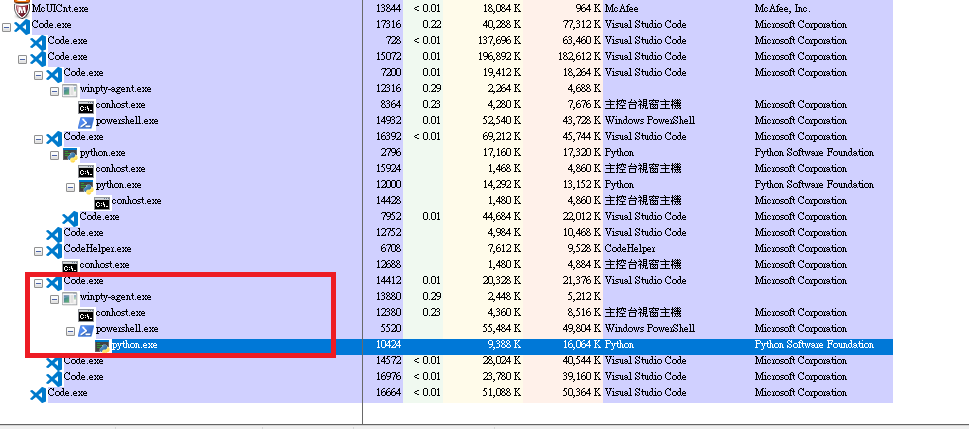 McUICnt.exe 13844 < 0.01 18,084 K 964 K McAfee McAfee, Inc.
Code.exe 17316 0.22 40,288 K 77,312 K Visual Studio Code Microsoft Corporation
Code.exe 728 < 0.01 137,696 K 63,460 K Visual Studio Code Microsoft Corporation
Code.exe 15072 0.01 196,892 K 182,612 K Visual Studio Code Microsoft Corporation
Code.exe 7200 0.01 19,412 K 18,264 K Visual Studio Code Microsoft Corporation
winpty-agent.exe 12316 0.29 2,264 K 4,688 K
conhost.exe 8364 0.23 4,280 K 7,676 K 主控台視窗主機 Microsoft Corporation
powershell.exe 14932 0.01 52,540 K 43,728 K Windows PowerShell Microsoft Corporation
Code.exe 16392 < 0.01 69,212 K 45,744 K Visual Studio Code Microsoft Corporation
python.exe 2796 17,160 K 17,320 K Python Python Software Foundation
conhost.exe 15924 1,468 K 4,860 K 主控台視窗主機 Microsoft Corporation
python.exe 12000 14,292 K 13,152 K Python Python Software Foundation
conhost.exe 14428 1,480 K 4,860 K 主控台視窗主機 Microsoft Corporation
Code.exe 7952 0.01 44,684 K 22,012 K Visual Studio Code Microsoft Corporation
Code.exe 12752 4,984 K 10,468 K Visual Studio Code Microsoft Corporation
CodeHelper.exe 6708 7,612 K 9,528 K CodeHelper Microsoft Corporation
conhost.exe 12688 1,480 K 4,884 K 主控台視窗主機 Microsoft Corporation
Code.exe 14412 0.01 20,328 K 21,376 K Visual Studio Code Microsoft Corporation
winpty-agent.exe 13880 0.29 2,448 K 5,212 K
conhost.exe 12380 0.23 4,360 K 8,516 K 主控台視窗主機 Microsoft Corporation
powershell.exe 5520 55,484 K 49,804 K Windows PowerShell Microsoft Corporation
python.exe 10424 9,388 K 16,064 K Python Python Software Foundation
Code.exe 14572 < 0.01 28,024 K 40,544 K Visual Studio Code Microsoft Corporation
Code.exe 16976 < 0.01 23,780 K 39,160 K Visual Studio Code Microsoft Corporation
Code.exe 16664 < 0.01 51,088 K 50,364 K Visual Studio Code Microsoft Corporation